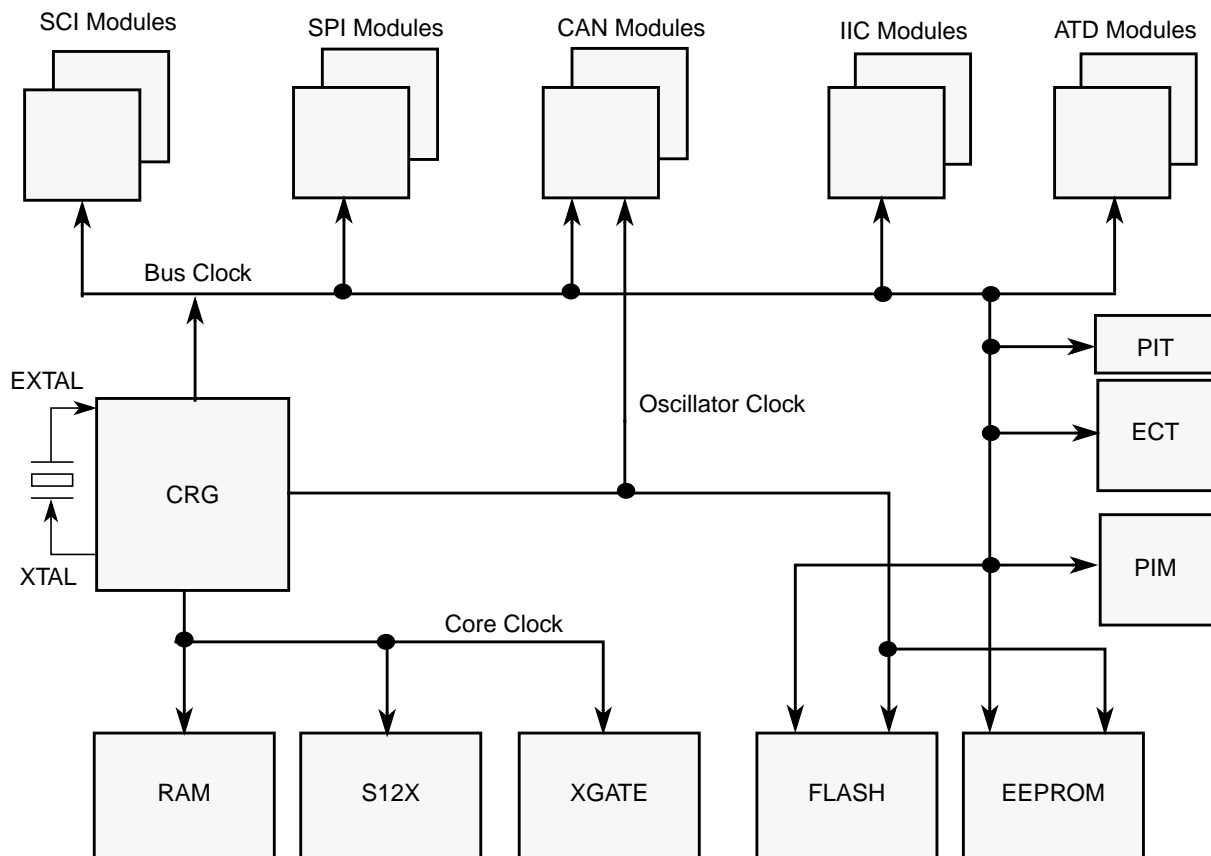 SCI Modules
SPI Modules
CAN Modules
IIC Modules
ATD Modules
Bus Clock
PIT
EXTAL
Oscillator Clock
ECT
CRG
XTAL
PIM
Core Clock
RAM
S12X
XGATE
FLASH
EEPROM